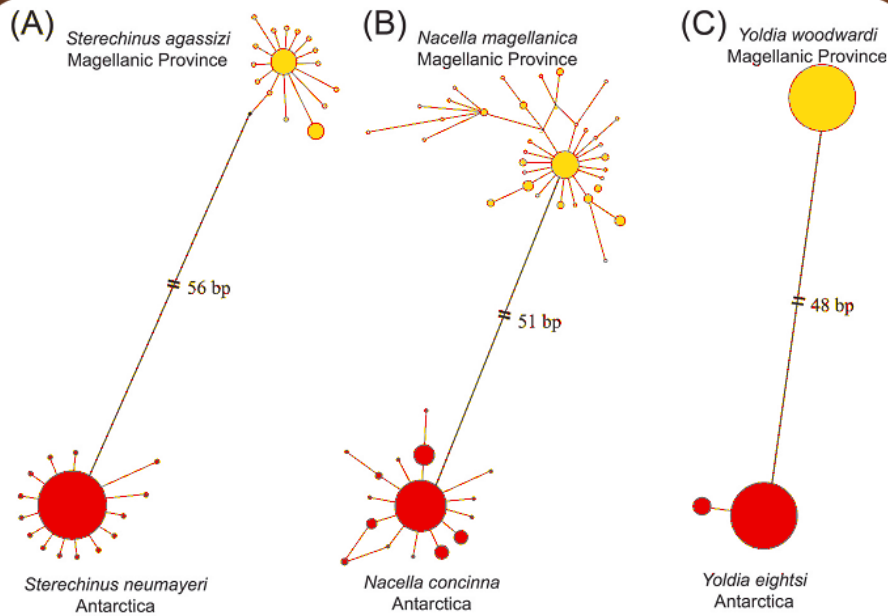 (A)
Sterechinus agassizi
Magellanic Province
56 bp
Sterechinus neumayeri
Antarctica
(B)
Nacella magellanica
Magellanic Province
51 bp
Nacella concinna
Antarctica
(C)
Yoldia woodwardi
Magellanic Province
48 bp
Yoldia eightsi
Antarctica